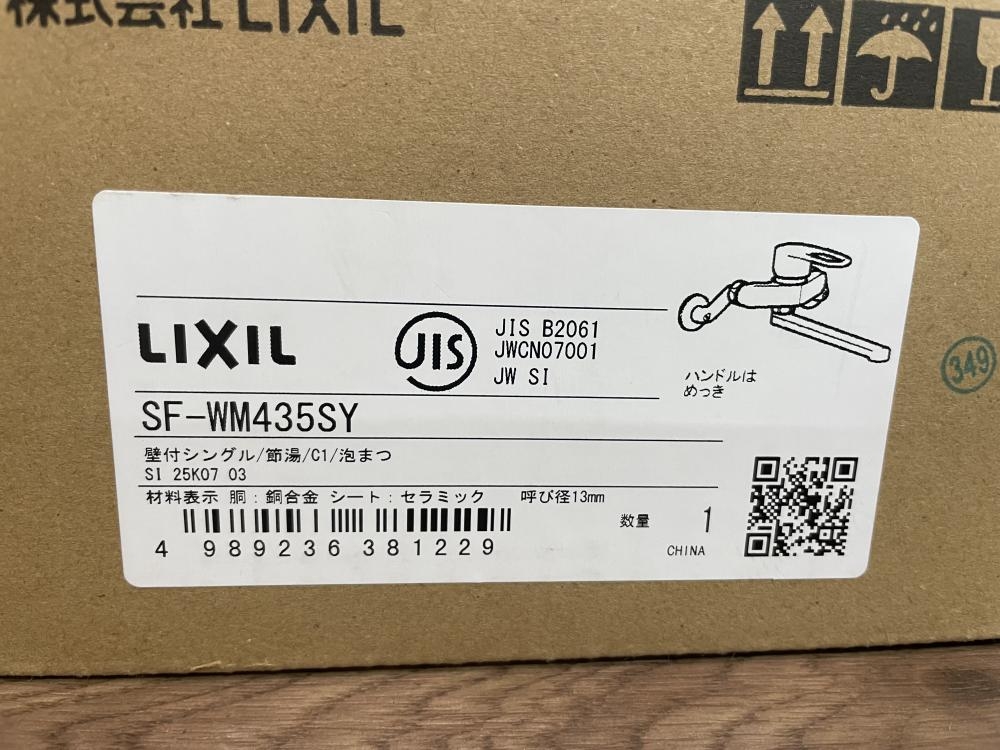 株式会社LIXIL
LIXIL
JIS
JIS B2061
JWCN07001
JW SI
ハンドルは
めっき
349
SF-WM435SY
壁付シングル/節湯/C1/泡まつ
SI 25K07 03
材料表示 胴:銅合金 シート:セラミック 呼び径13mm
数量 1
4 989236 381229
CHINA